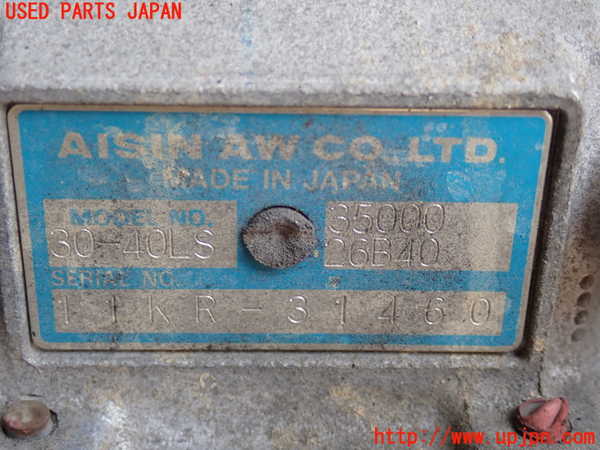 USED PARTS JAPAN
AISIN AW CO., LTD.
MADE IN JAPAN
MODEL NO.
30-40LS
35000
26B40
SERIAL NO.
11KR-31460
http://www.upjpa.com/